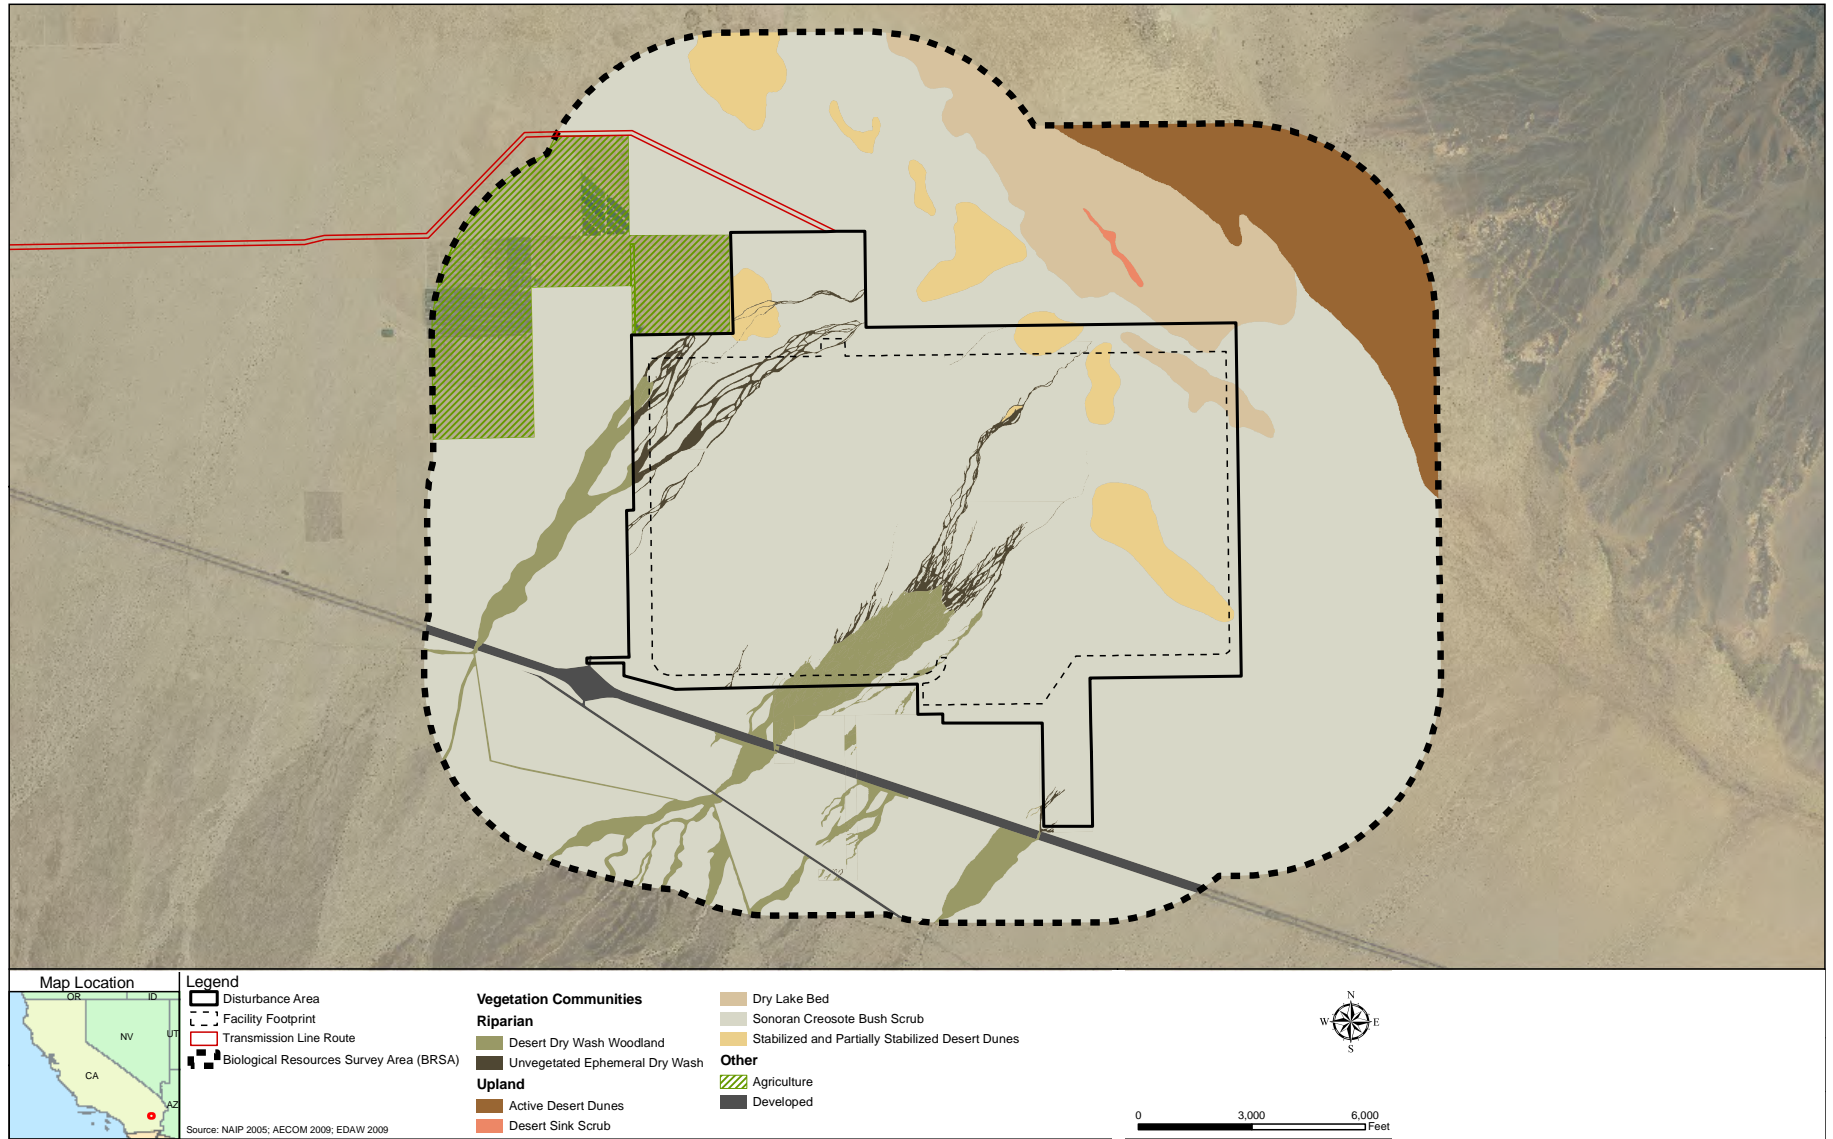 Map Location
OR
ID
NV
UT
CA
AZ
Legend
Disturbance Area
Facility Footprint
Transmission Line Route
Biological Resources Survey Area (BRSA)
Source: NAIP 2005; AECOM 2009; EDAW 2009
Vegetation Communities
Riparian
Desert Dry Wash Woodland
Unvegetated Ephemeral Dry Wash
Upland
Active Desert Dunes
Desert Sink Scrub
Dry Lake Bed
Sonoran Creosote Bush Scrub
Stabilized and Partially Stabilized Desert Dunes
Other
Agriculture
Developed
N
W E
S
0 3,000 6,000
Feet